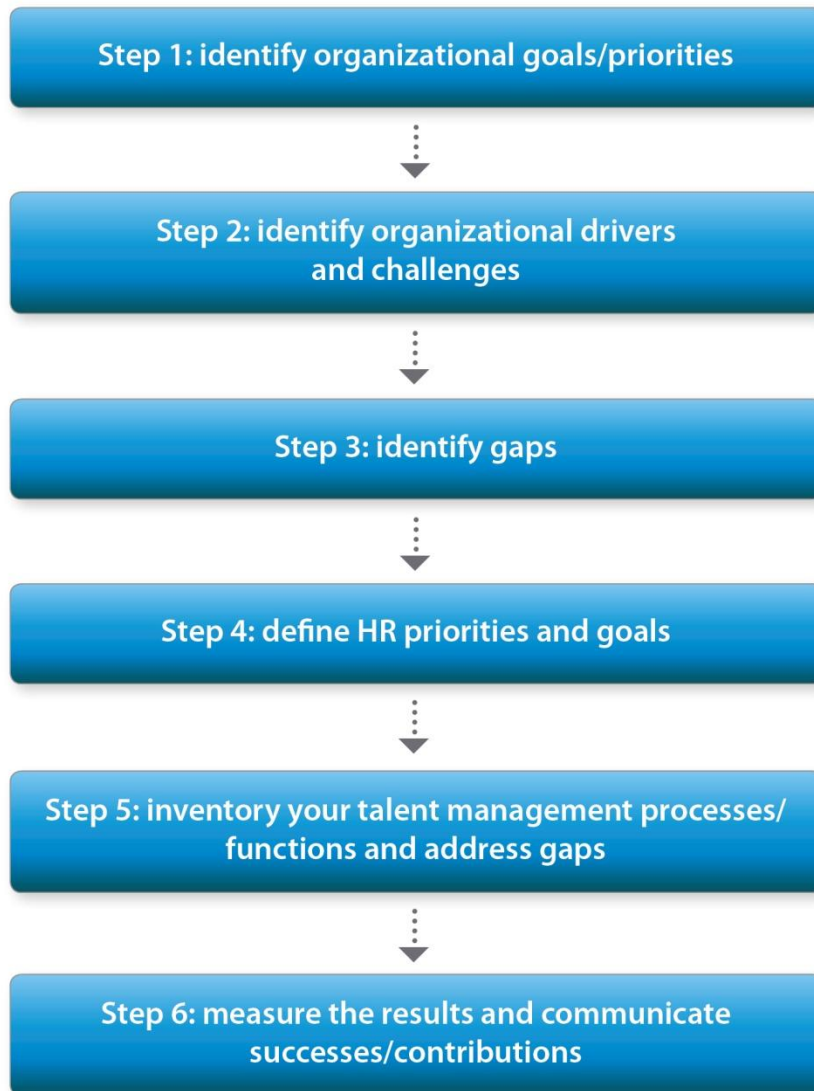 Step 1: identify organizational goals/priorities
Step 2: identify organizational drivers
and challenges
Step 3: identify gaps
Step 4: define HR priorities and goals
Step 5: inventory your talent management processes/
functions and address gaps
Step 6: measure the results and communicate
successes/contributions